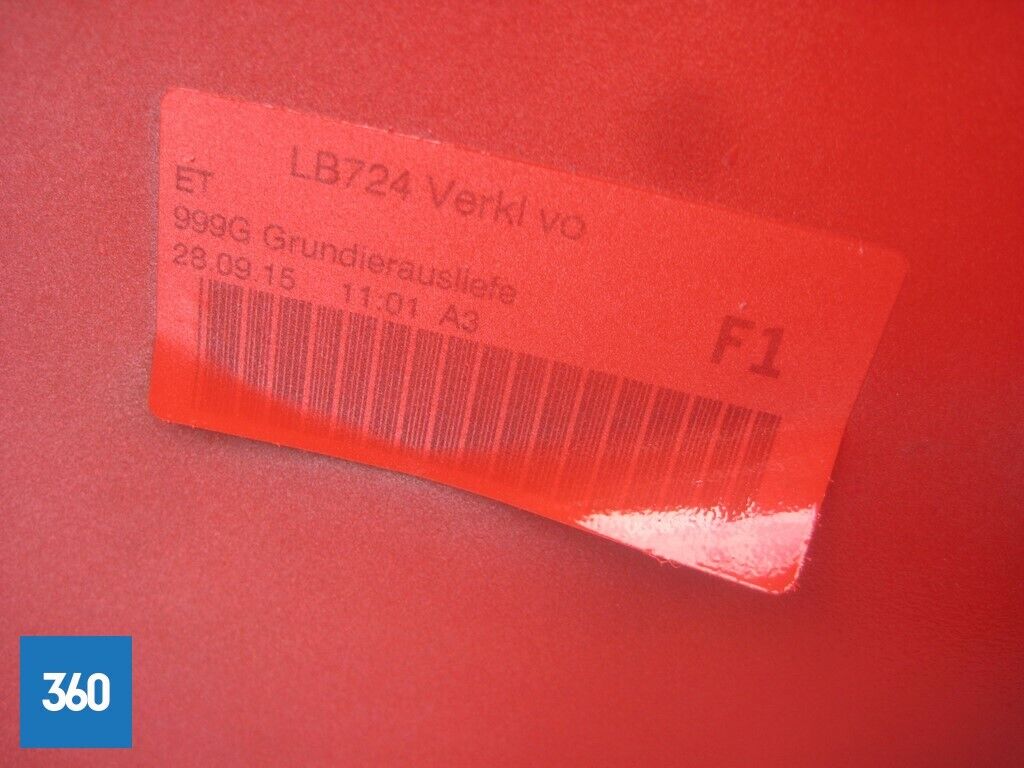 LB724 Verkl vo
ET
999G Grundierausliefe
28.09.15 11:01 A3
F1
360